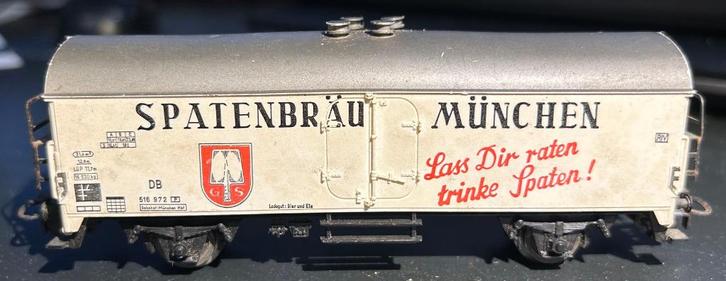 SPATENBRÄU MÜNCHEN
Lass Dir raten
trinke Spaten!
G S
DB
516 972 P
Ladegut: Bier und Eis